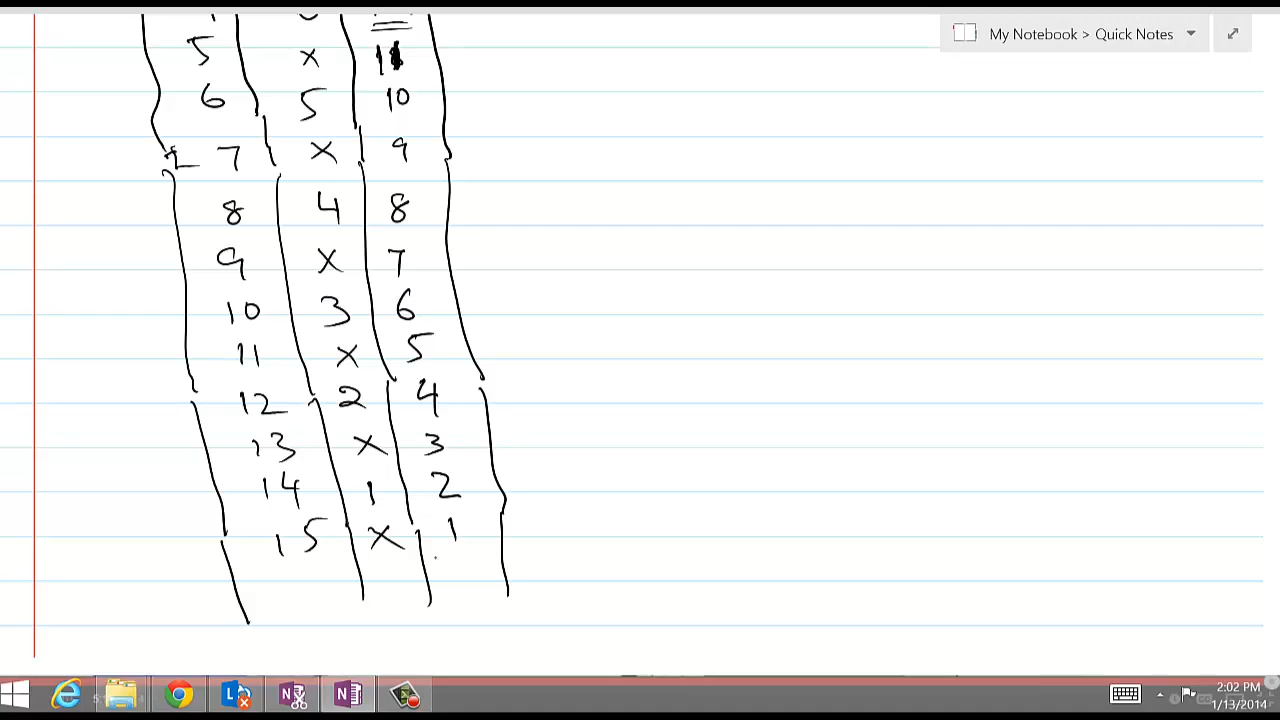 My Notebook > Quick Notes
5 x 11
6 5 10
7 x 9
8 4 8
9 x 7
10 3 6
11 x 5
12 2 4
13 x 3
14 1 2
15 x 1
2:02 PM
1/13/2014